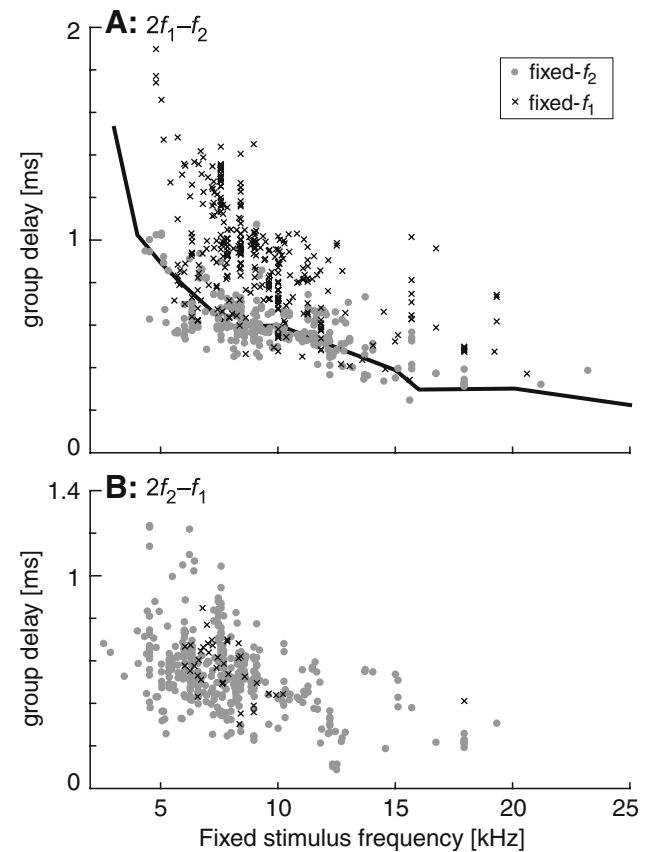 A: 2f₁–f₂
2
1
0
group delay [ms]
fixed-f₂
fixed-f₁
B: 2f₂–f₁
1.4
1
0
group delay [ms]
5 10 15 20 25
Fixed stimulus frequency [kHz]